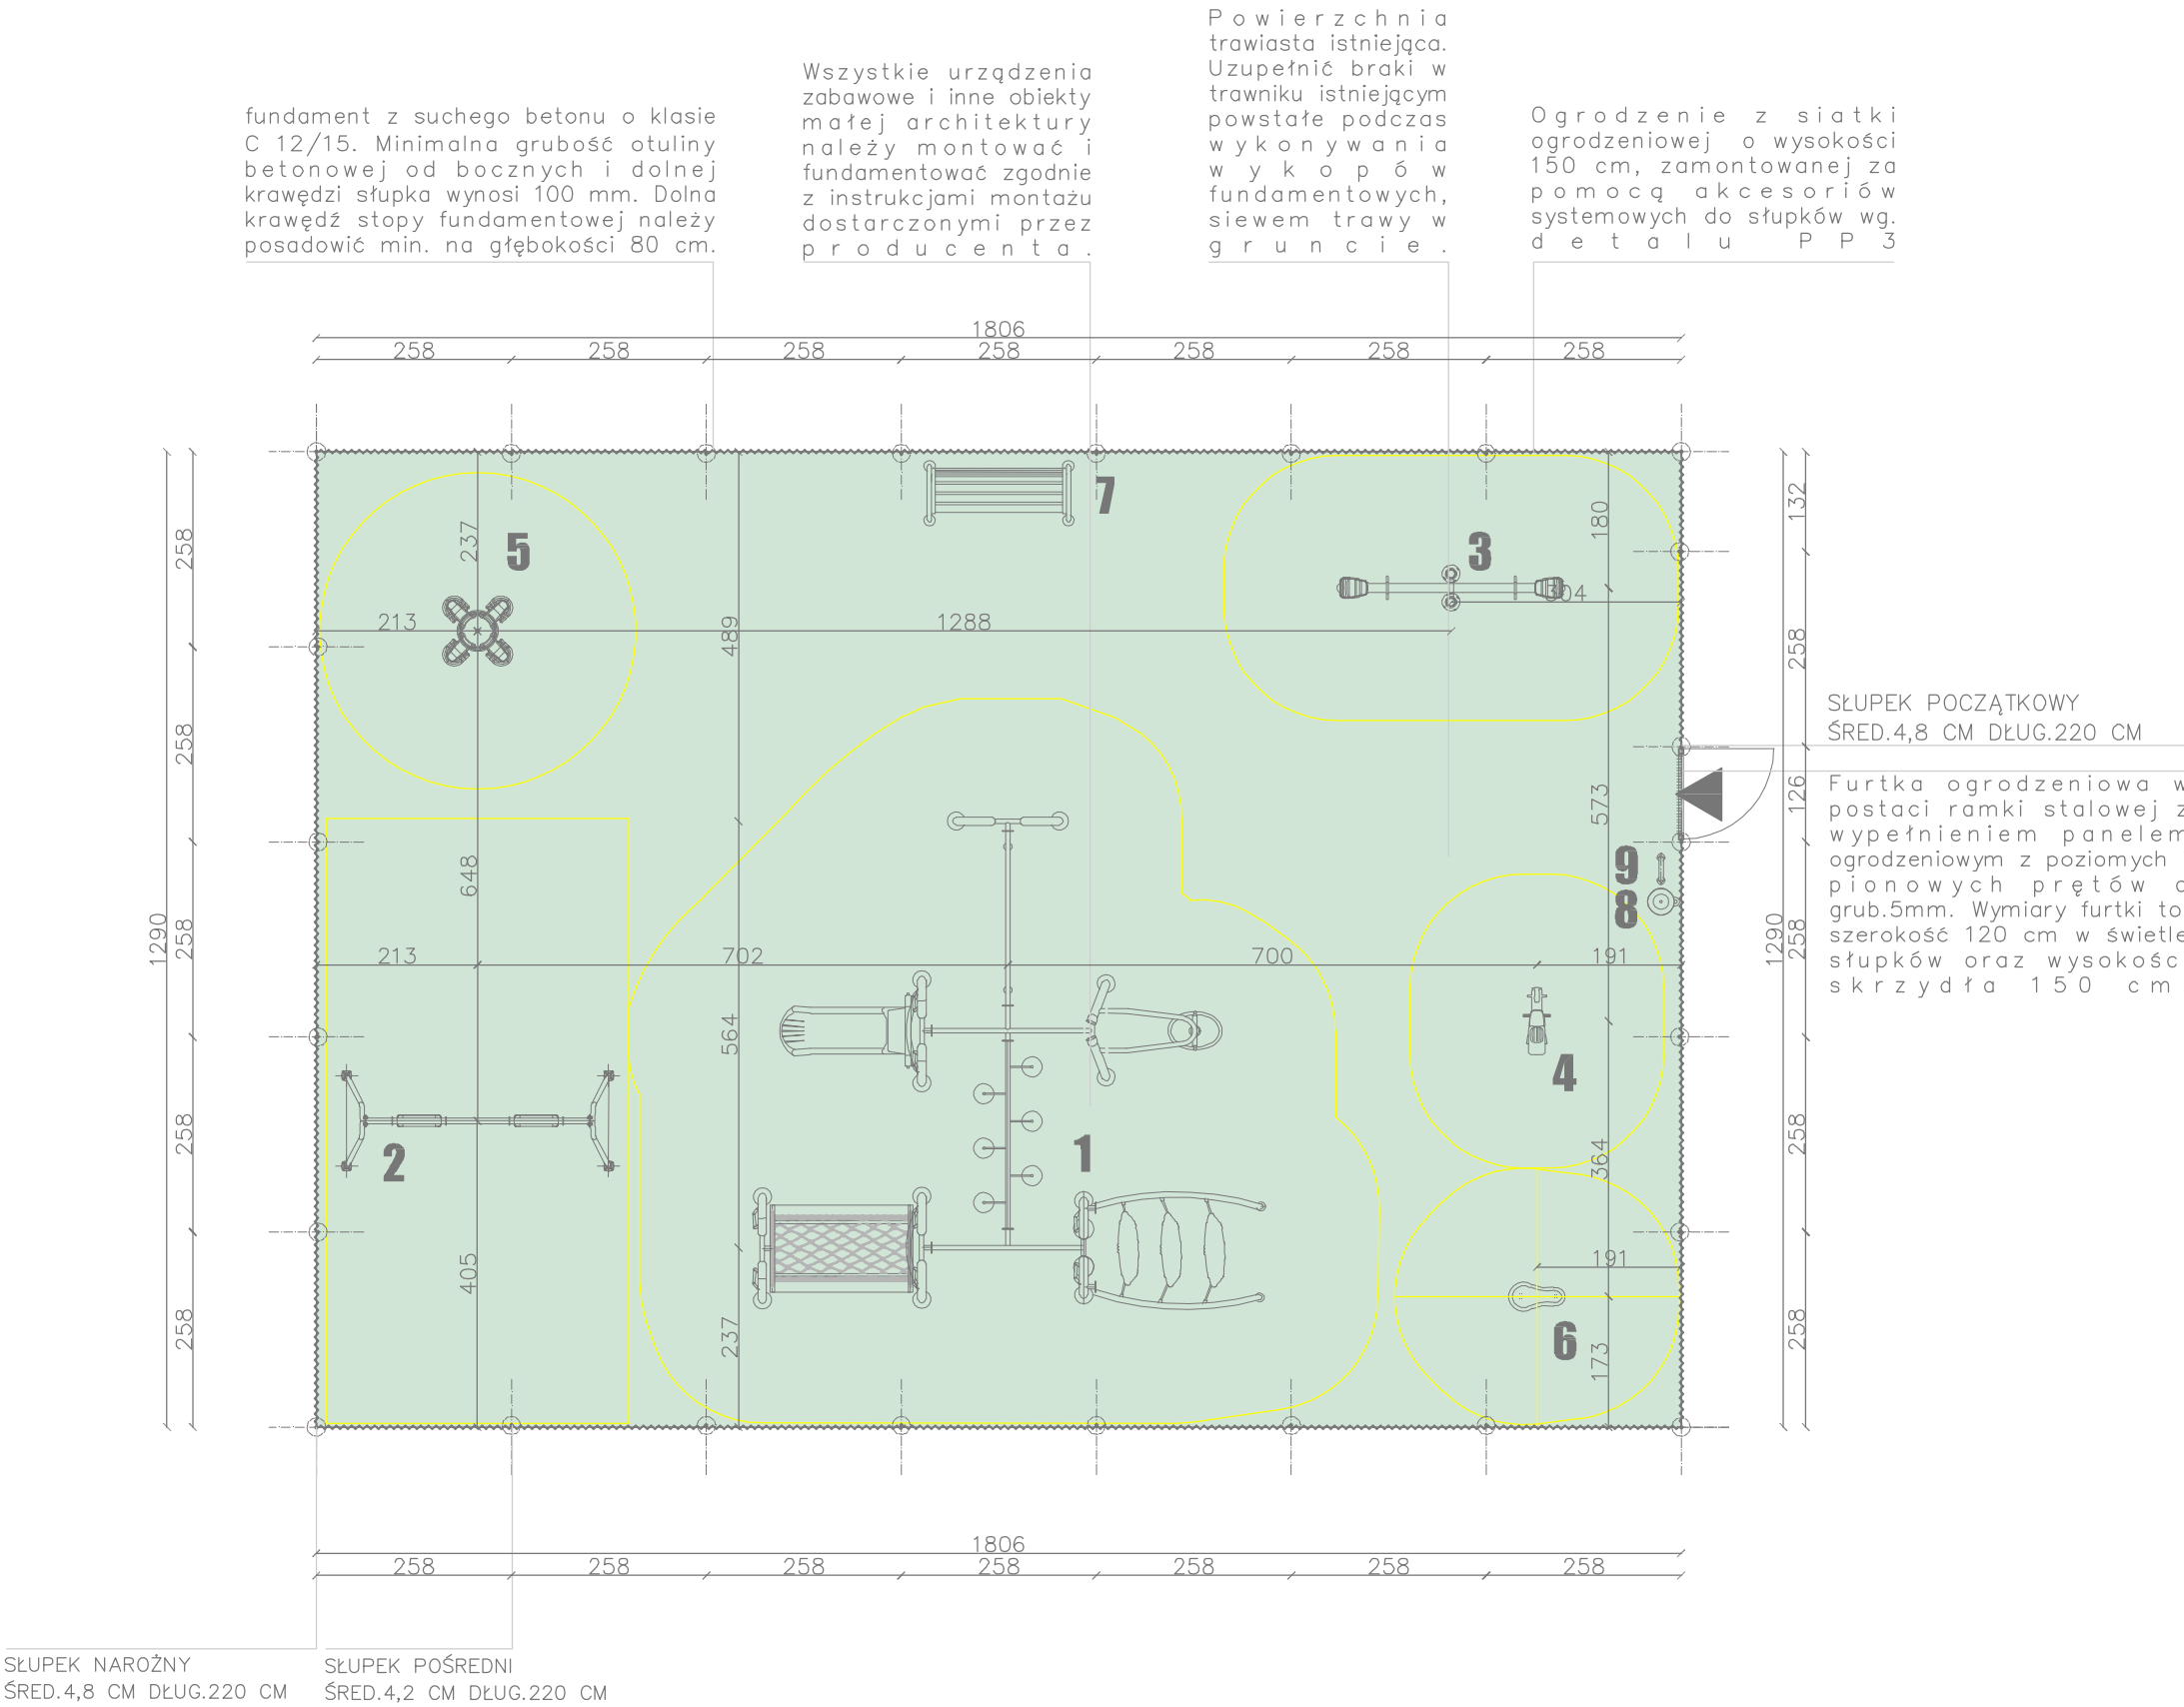 fundament z suchego betonu o klasie
C 12/15. Minimalna grubość otuliny
betonowej od bocznych i dolnej
krawędzi słupka wynosi 100 mm. Dolna
krawędź stopy fundamentowej należy
posadowić min. na głębokości 80 cm.
Wszystkie urządzenia
zabawowe i inne obiekty
małej architektury
należy montować i
fundamentować zgodnie
z instrukcjami montażu
dostarczonymi przez
producenta.
Powierzchnia
trawiasta istniejąca.
Uzupełnić braki w
trawniku istniejącym
powstałe podczas
wykonywania
wykopów
fundamentowych,
siewem trawy w
gruncie.
Ogrodzenie z siatki
ogrodzeniowej o wysokości
150 cm, zamontowanej za
pomocą akcesoriów
systemowych do słupków wg.
detalu PP3
1806
258 258 258 258 258 258 258
1290
258
258
258
258
258
237
5
213
648
405
213
2
489
564
237
1288
702
700
191
7
3
304
180
573
364
173
9
8
4
1
191
6
132
258
126
258
258
258
1290
SŁUPEK POCZĄTKOWY
ŚRED.4,8 CM DŁUG.220 CM
Furtka ogrodzeniowa w
postaci ramki stalowej z
wypełnieniem panelem
ogrodzeniowym z poziomych
pionowych prętów o
grub.5mm. Wymiary furtki to
szerokość 120 cm w świetle
słupków oraz wysokość
skrzydła 150 cm
1806
258 258 258 258 258 258 258
SŁUPEK NAROŻNY
ŚRED.4,8 CM DŁUG.220 CM
SŁUPEK POŚREDNI
ŚRED.4,2 CM DŁUG.220 CM